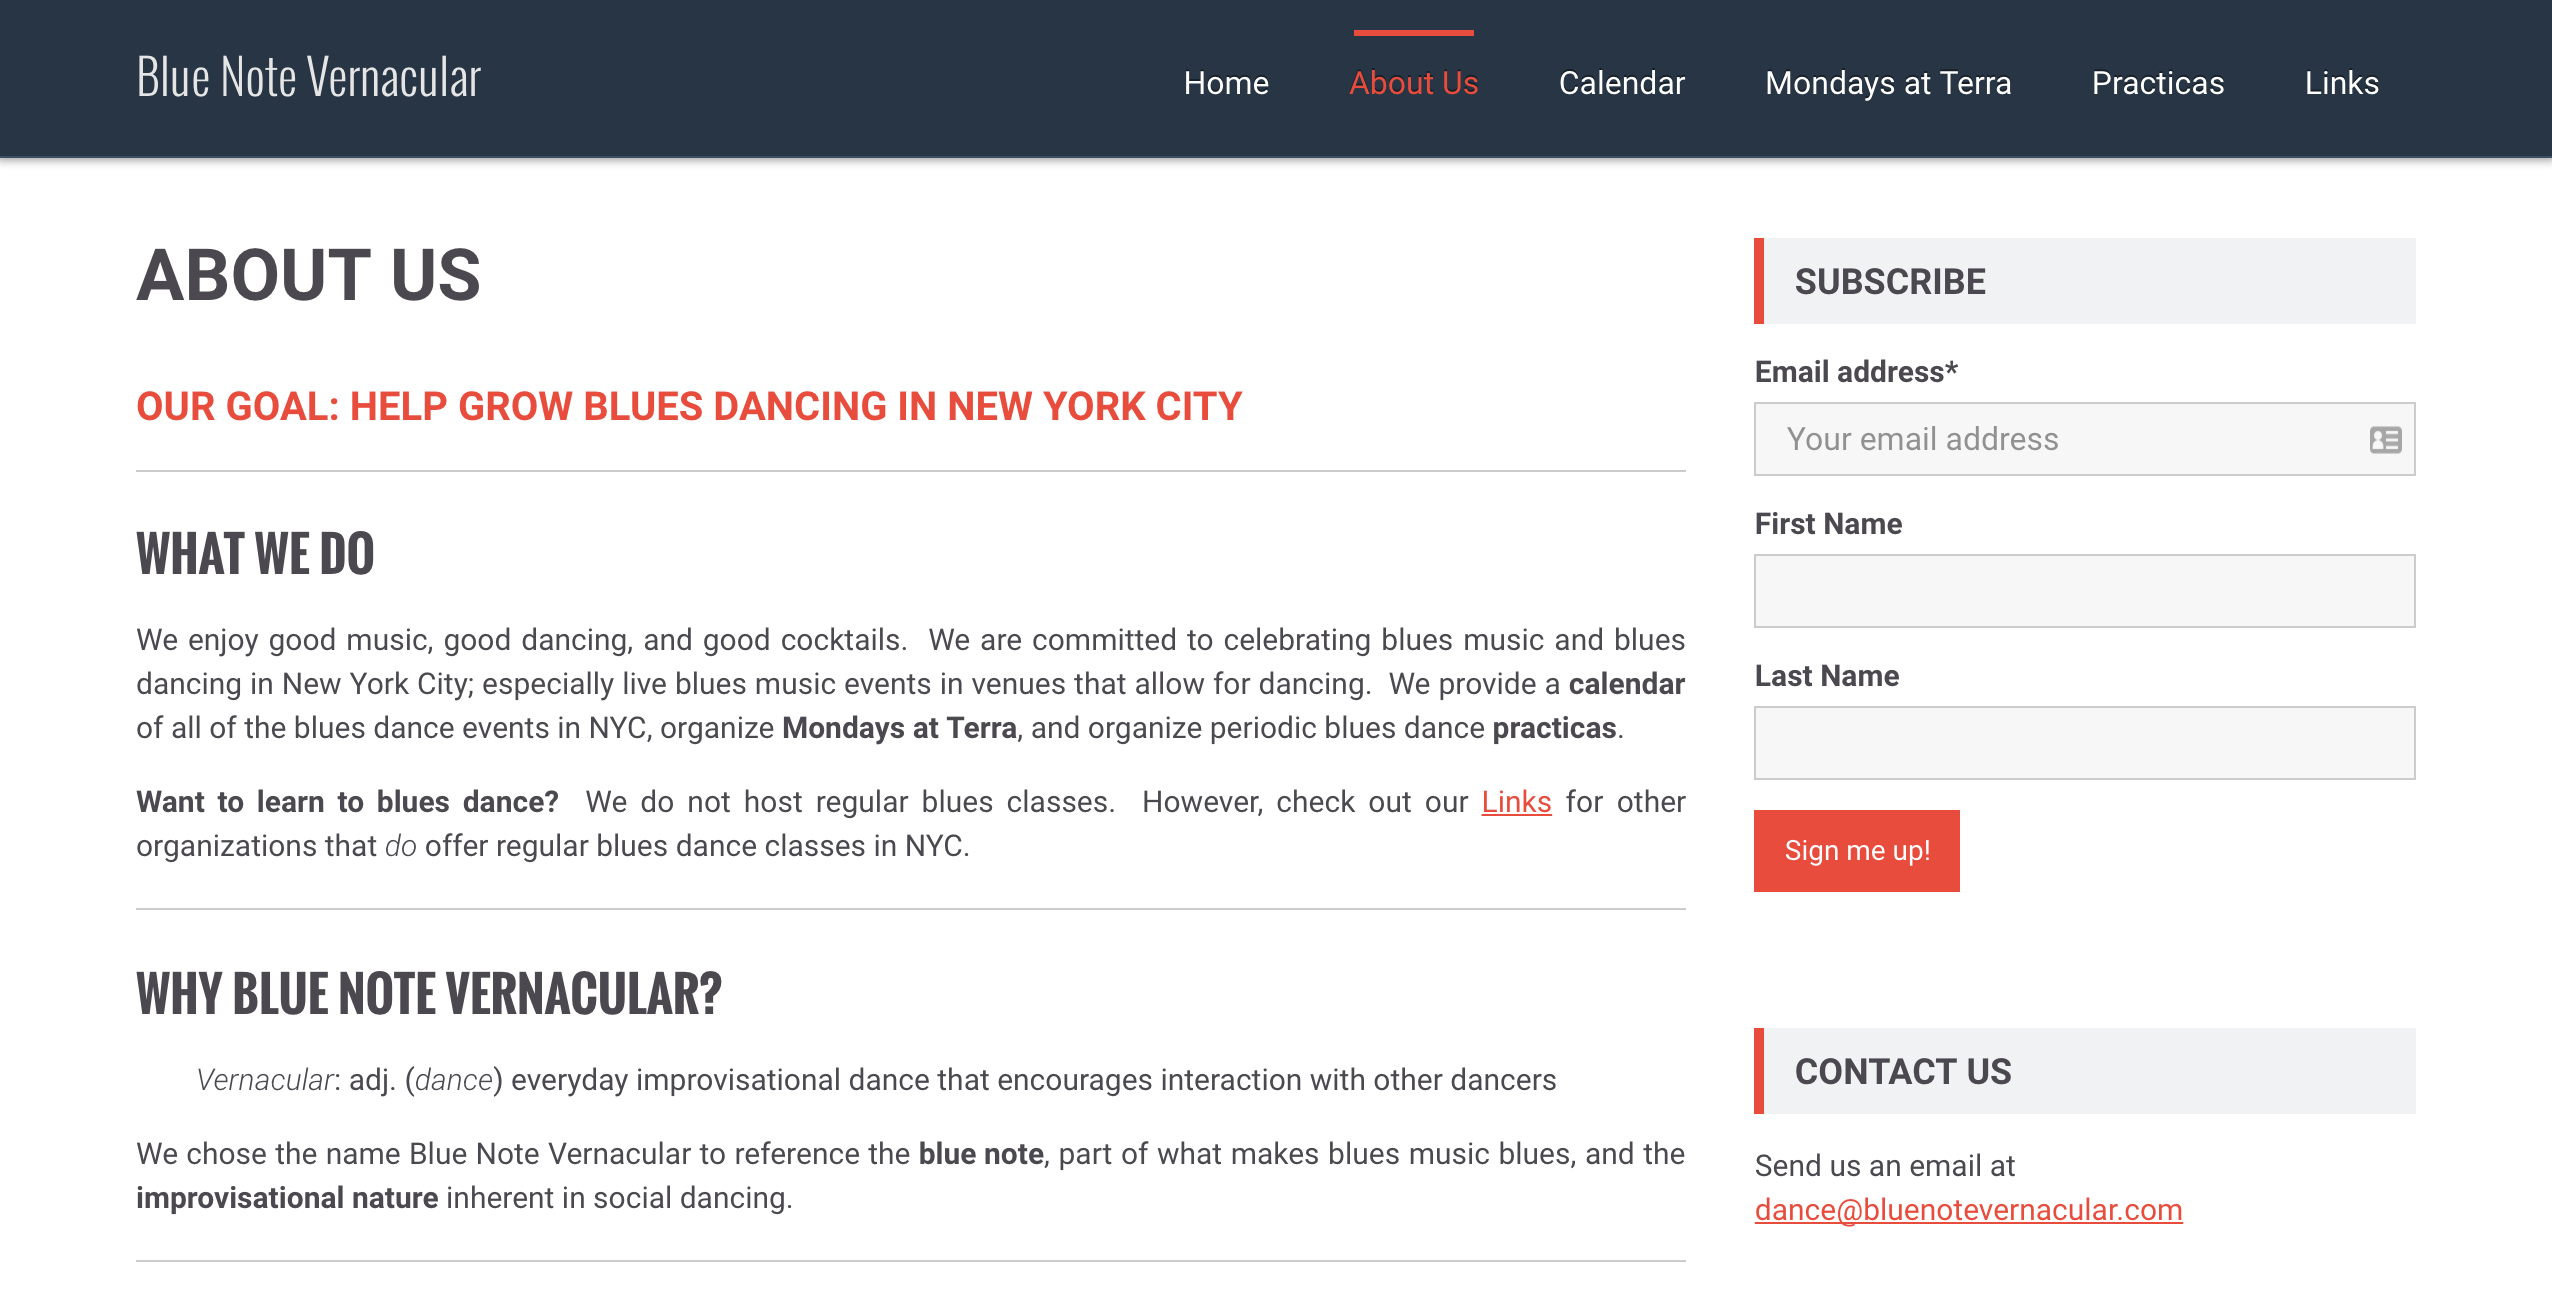 Blue Note Vernacular
Home About Us Calendar Mondays at Terra Practicas Links
ABOUT US
OUR GOAL: HELP GROW BLUES DANCING IN NEW YORK CITY
WHAT WE DO
We enjoy good music, good dancing, and good cocktails.  We are committed to celebrating blues music and blues
dancing in New York City; especially live blues music events in venues that allow for dancing.  We provide a calendar
of all of the blues dance events in NYC, organize Mondays at Terra, and organize periodic blues dance practicas.
Want to learn to blues dance?  We do not host regular blues classes.  However, check out our Links for other
organizations that do offer regular blues dance classes in NYC.
WHY BLUE NOTE VERNACULAR?
Vernacular: adj. (dance) everyday improvisational dance that encourages interaction with other dancers
We chose the name Blue Note Vernacular to reference the blue note, part of what makes blues music blues, and the
improvisational nature inherent in social dancing.
SUBSCRIBE
Email address*
Your email address
First Name
Last Name
Sign me up!
CONTACT US
Send us an email at
dance@bluenotevernacular.com